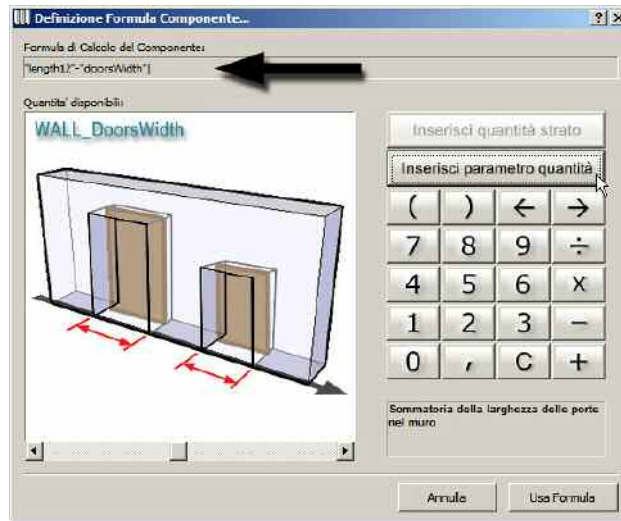 Definizione Formula Componente...
Formula di Calcolo del Componente:
"length12"-"doorsWidth"|
Quantita' disponibili:
WALL_DoorsWidth
Inserisci quantità strato
Inserisci parametro quantità
( ) ← →
7 8 9 ÷
4 5 6 x
1 2 3 –
0 , C +
Sommatoria della larghezza delle porte
nel muro
Annulla Usa Formula